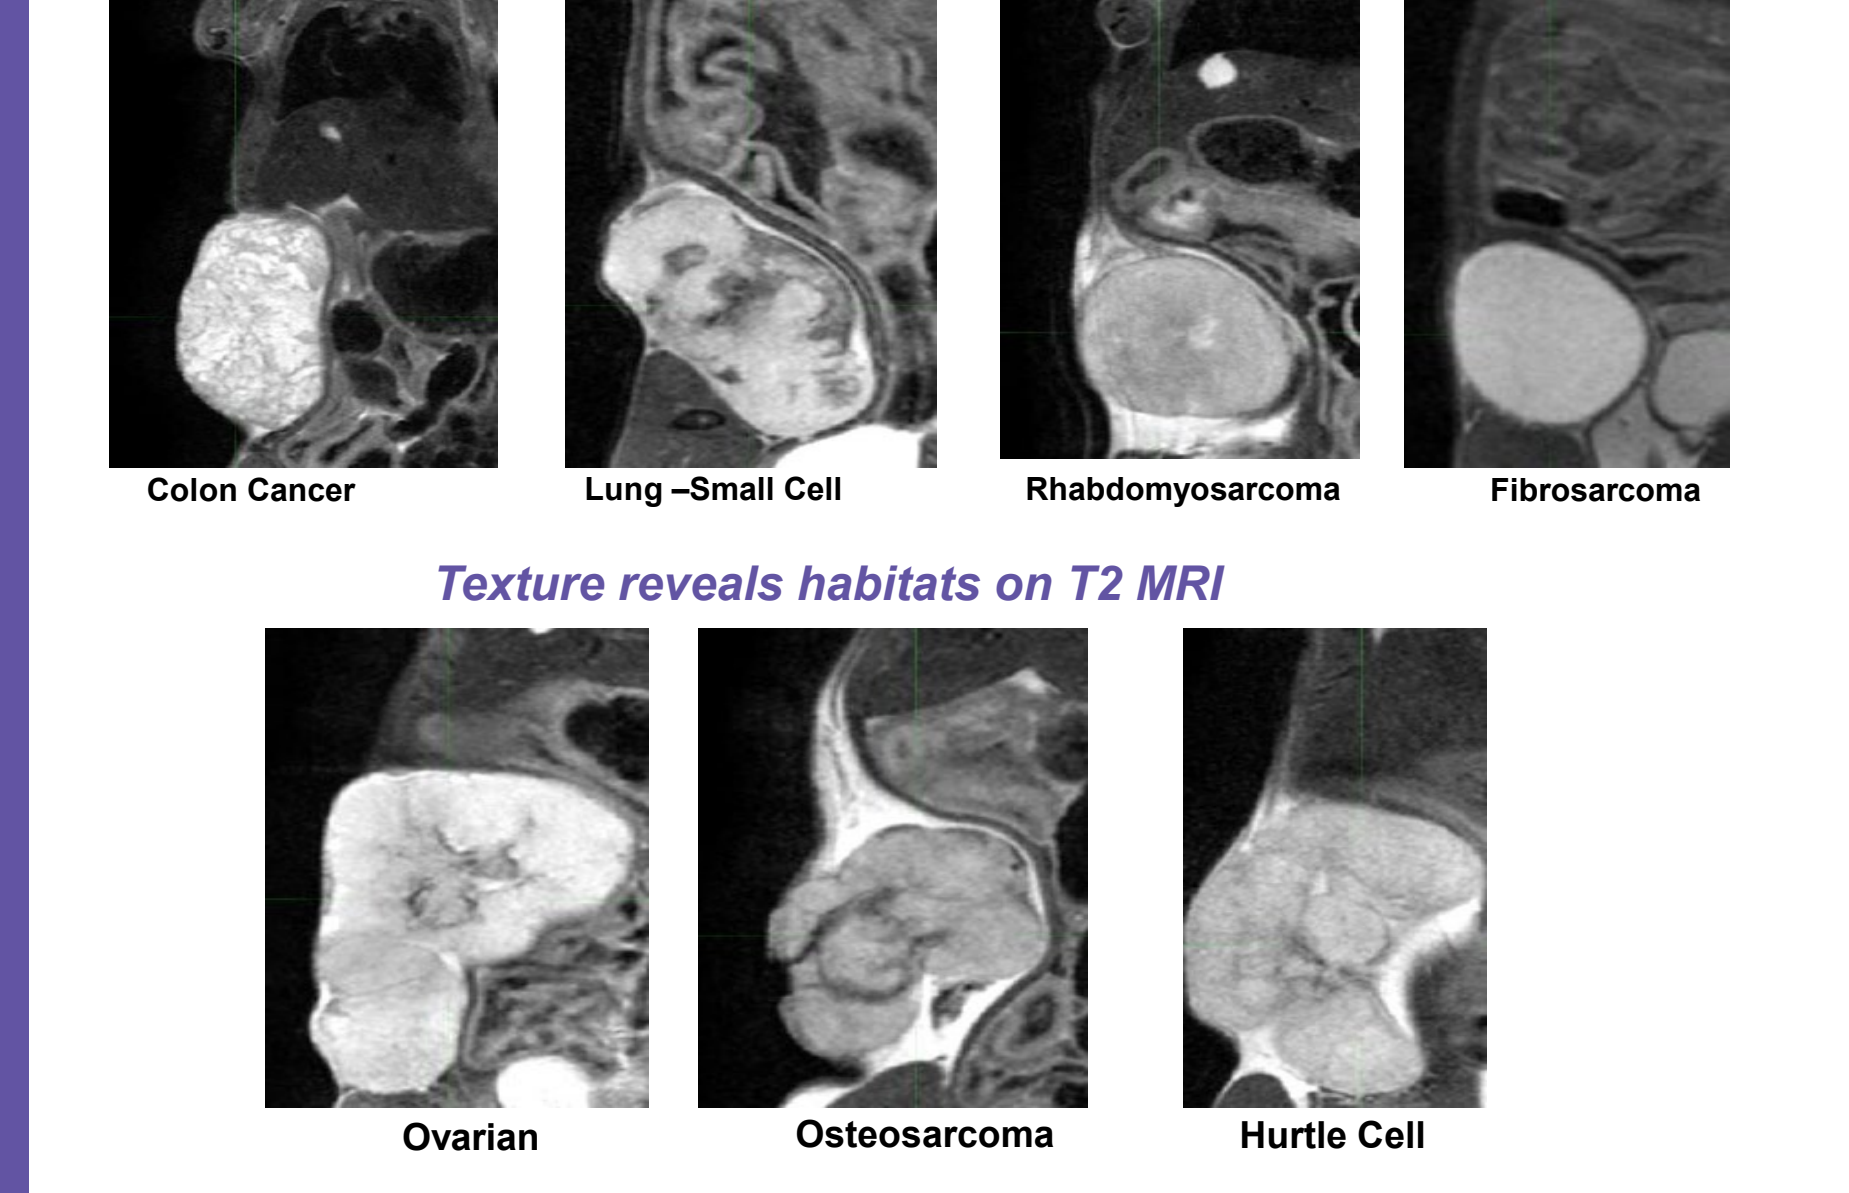 Colon Cancer
Lung –Small Cell
Rhabdomyosarcoma
Fibrosarcoma
Texture reveals habitats on T2 MRI
Ovarian
Osteosarcoma
Hurtle Cell